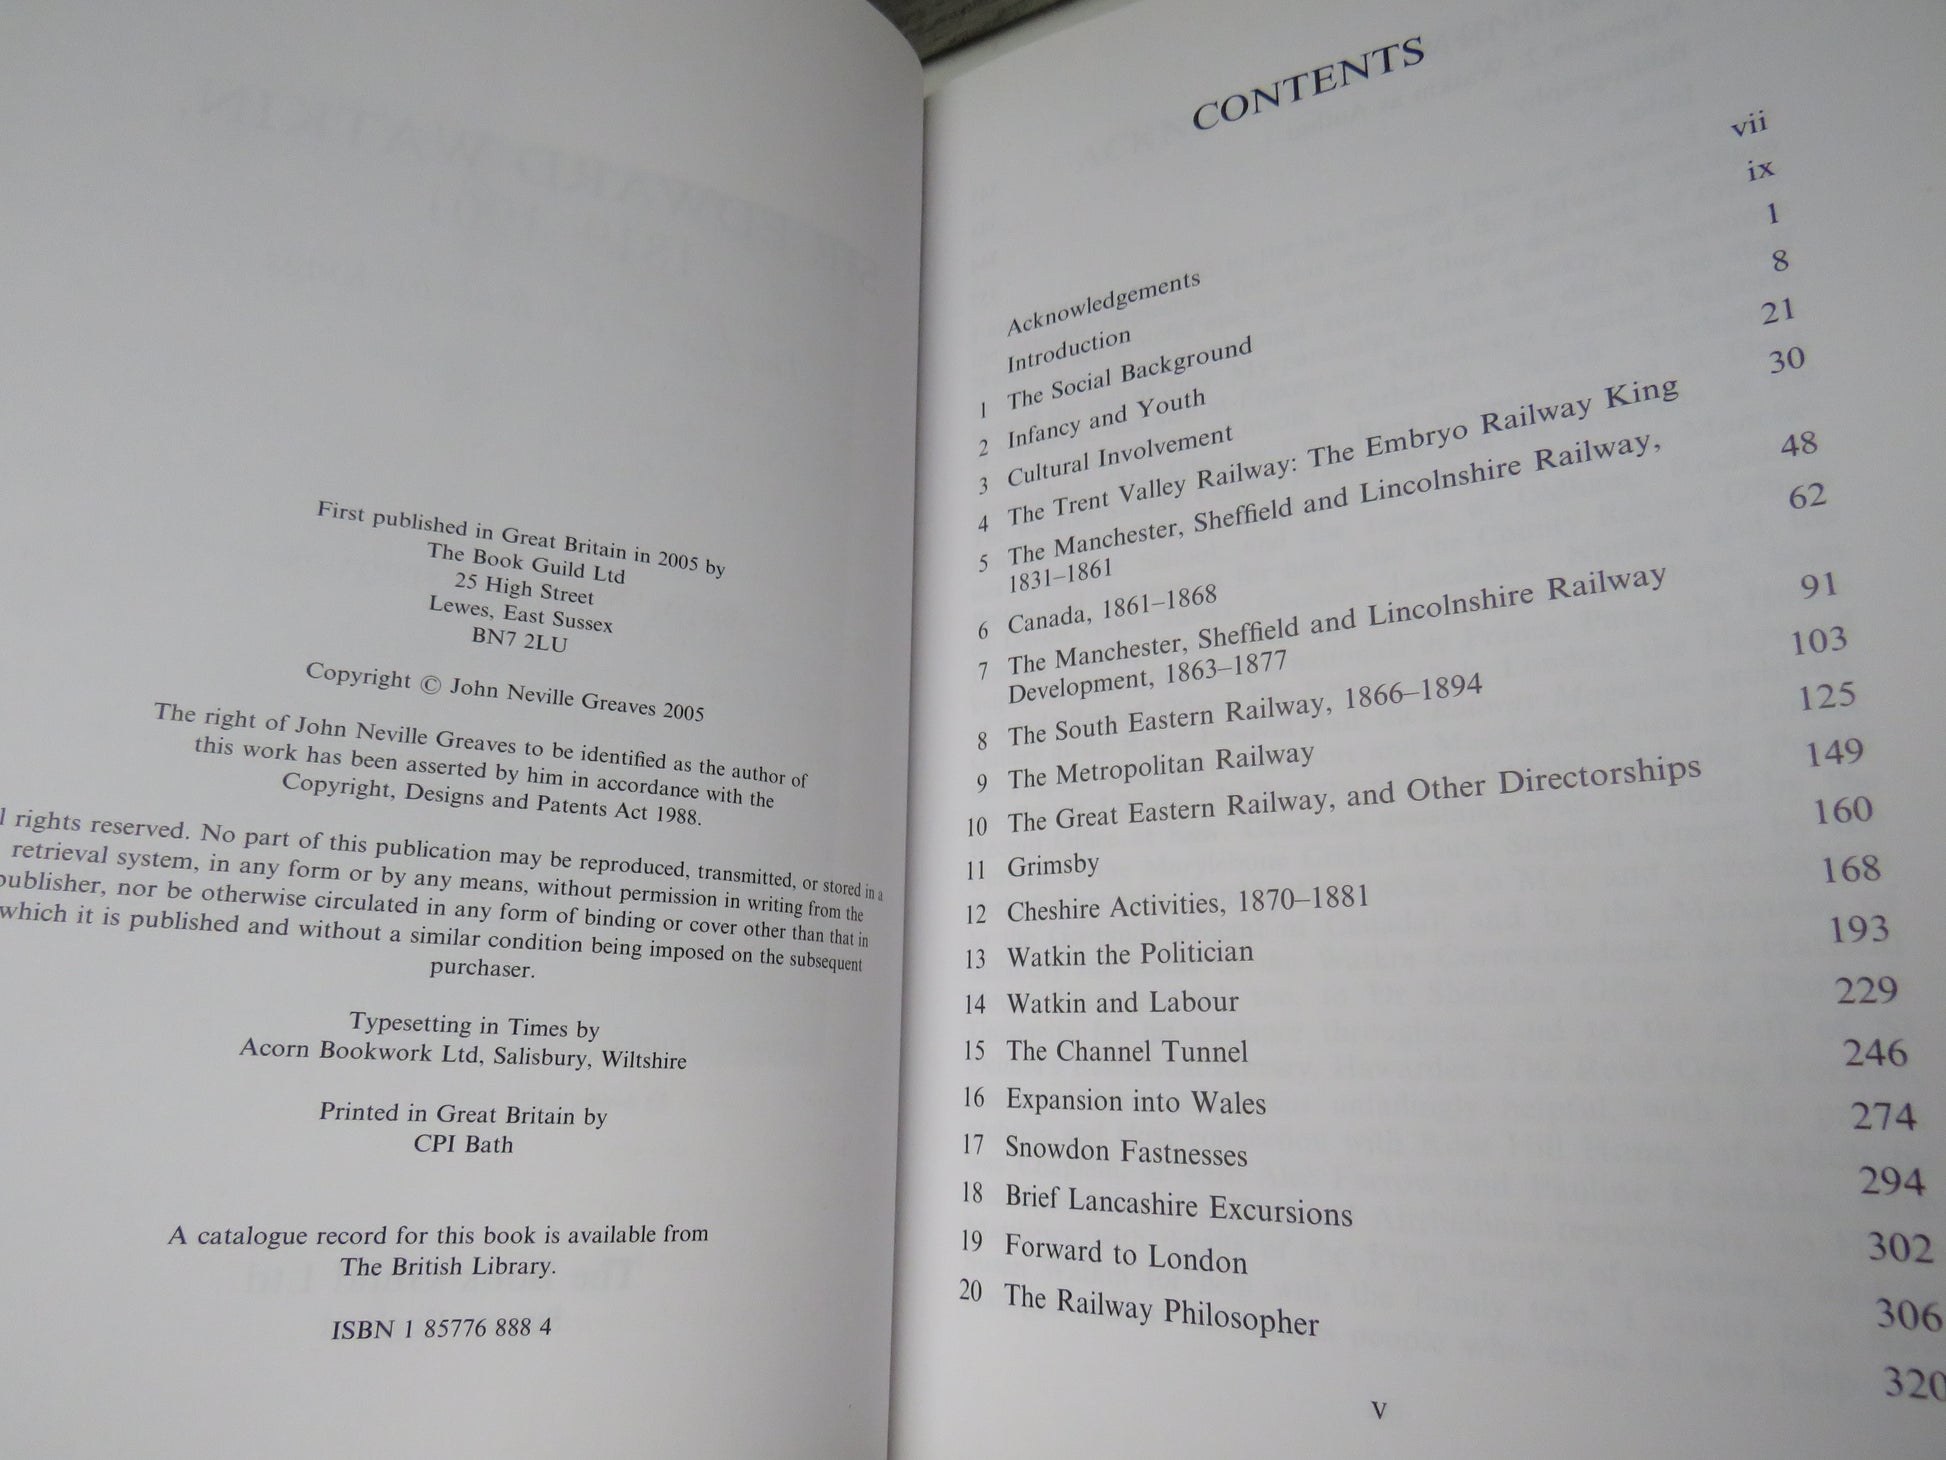 First published in Great Britain in 2005 by
The Book Guild Ltd
25 High Street
Lewes, East Sussex
BN7 2LU
Copyright © John Neville Greaves 2005
The right of John Neville Greaves to be identified as the author of
this work has been asserted by him in accordance with the
Copyright, Designs and Patents Act 1988.
l rights reserved. No part of this publication may be reproduced, transmitted, or stored in a
retrieval system, in any form or by any means, without permission in writing from the
publisher, nor be otherwise circulated in any form of binding or cover other than that in
which it is published and without a similar condition being imposed on the subsequent
purchaser.
Typesetting in Times by
Acorn Bookwork Ltd, Salisbury, Wiltshire
Printed in Great Britain by
CPI Bath
A catalogue record for this book is available from
The British Library.
ISBN 1 85776 888 4
CONTENTS
Acknowledgements vii
Introduction ix
1 The Social Background 1
2 Infancy and Youth 8
3 Cultural Involvement 21
4 The Trent Valley Railway: The Embryo Railway King 30
5 The Manchester, Sheffield and Lincolnshire Railway,
1831–1861 48
6 Canada, 1861–1868 62
7 The Manchester, Sheffield and Lincolnshire Railway
Development, 1863–1877 91
8 The South Eastern Railway, 1866–1894 103
9 The Metropolitan Railway 125
10 The Great Eastern Railway, and Other Directorships 149
11 Grimsby 160
12 Cheshire Activities, 1870–1881 168
13 Watkin the Politician 193
14 Watkin and Labour 229
15 The Channel Tunnel 246
16 Expansion into Wales 274
17 Snowdon Fastnesses 294
18 Brief Lancashire Excursions 302
19 Forward to London 306
20 The Railway Philosopher 320
v